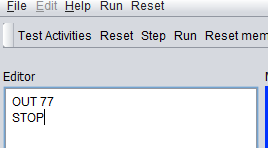 File Edit Help Run Reset
Test Activities Reset Step Run Reset mem
Editor
OUT 77
STOP